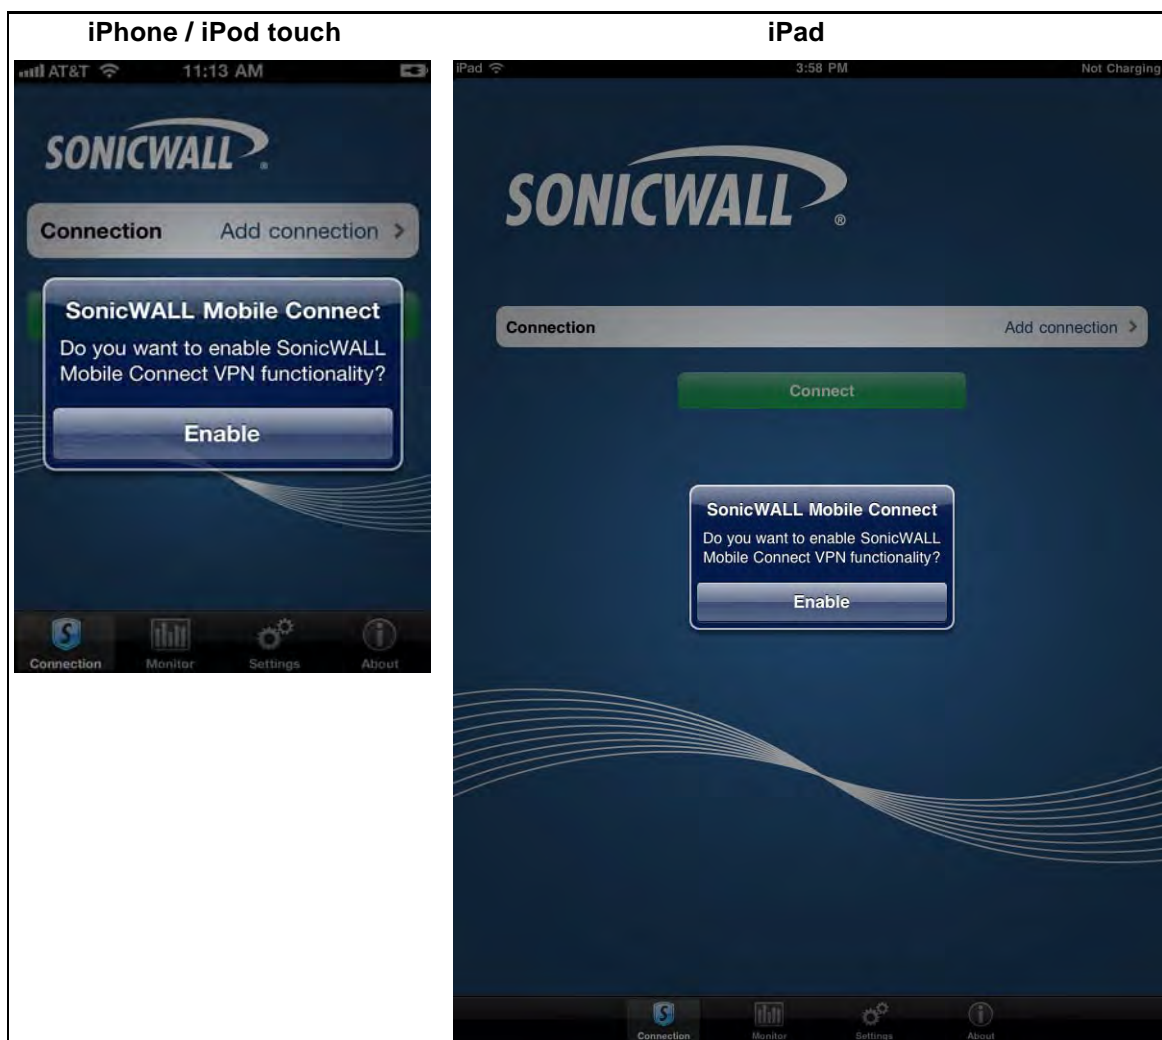 iPhone / iPod touch
iPad
AT&T 11:13 AM
SONICWALL®
Connection Add connection >
SonicWALL Mobile Connect
Do you want to enable SonicWALL
Mobile Connect VPN functionality?
Enable
Connection Monitor Settings About
iPad 3:58 PM Not Charging
SONICWALL®
Connection Add connection >
Connect
SonicWALL Mobile Connect
Do you want to enable SonicWALL
Mobile Connect VPN functionality?
Enable
Connection Monitor Settings About